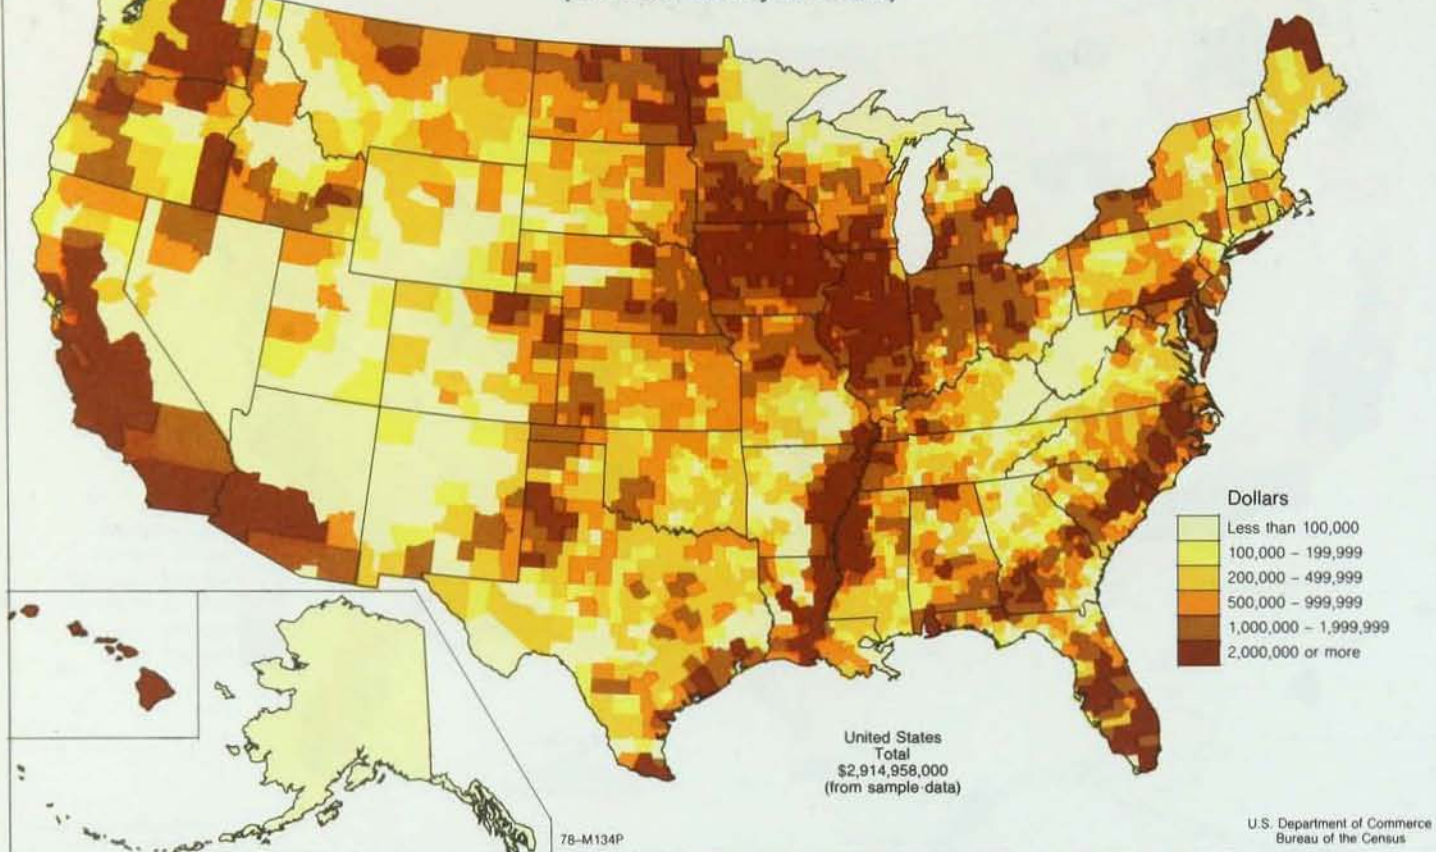 Dollars
Less than 100,000
100,000 – 199,999
200,000 – 499,999
500,000 – 999,999
1,000,000 – 1,999,999
2,000,000 or more
United States
Total
$2,914,958,000
(from sample data)
78–M134P
U.S. Department of Commerce
Bureau of the Census